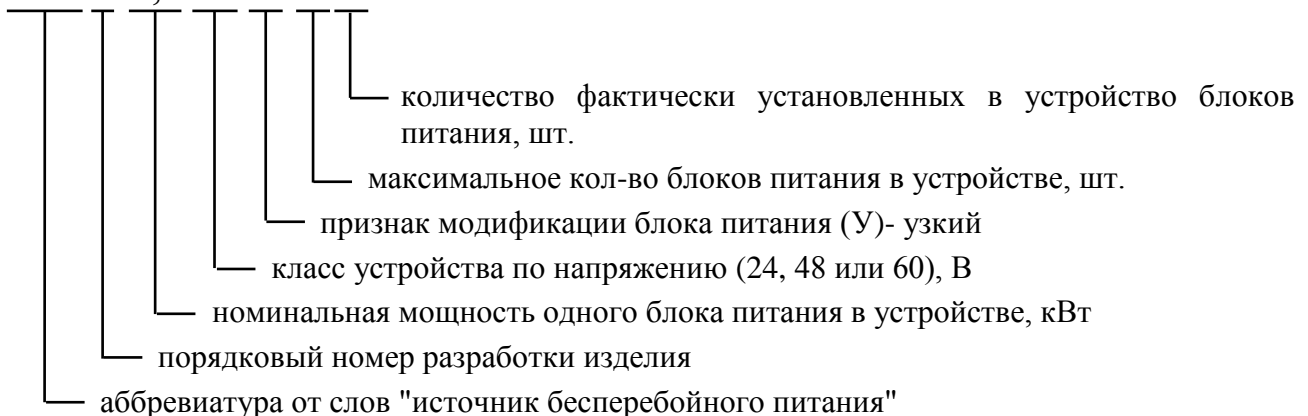 количество фактически установленных в устройство блоков
питания, шт.
максимальное кол-во блоков питания в устройстве, шт.
признак модификации блока питания (У)- узкий
класс устройства по напряжению (24, 48 или 60), В
номинальная мощность одного блока питания в устройстве, кВт
порядковый номер разработки изделия
аббревиатура от слов "источник бесперебойного питания"